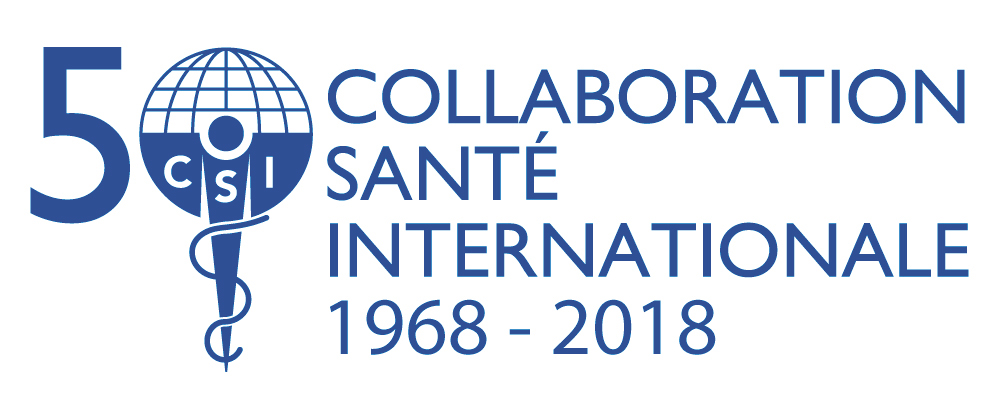 50
CSI
COLLABORATION
SANTÉ
INTERNATIONALE
1968 - 2018